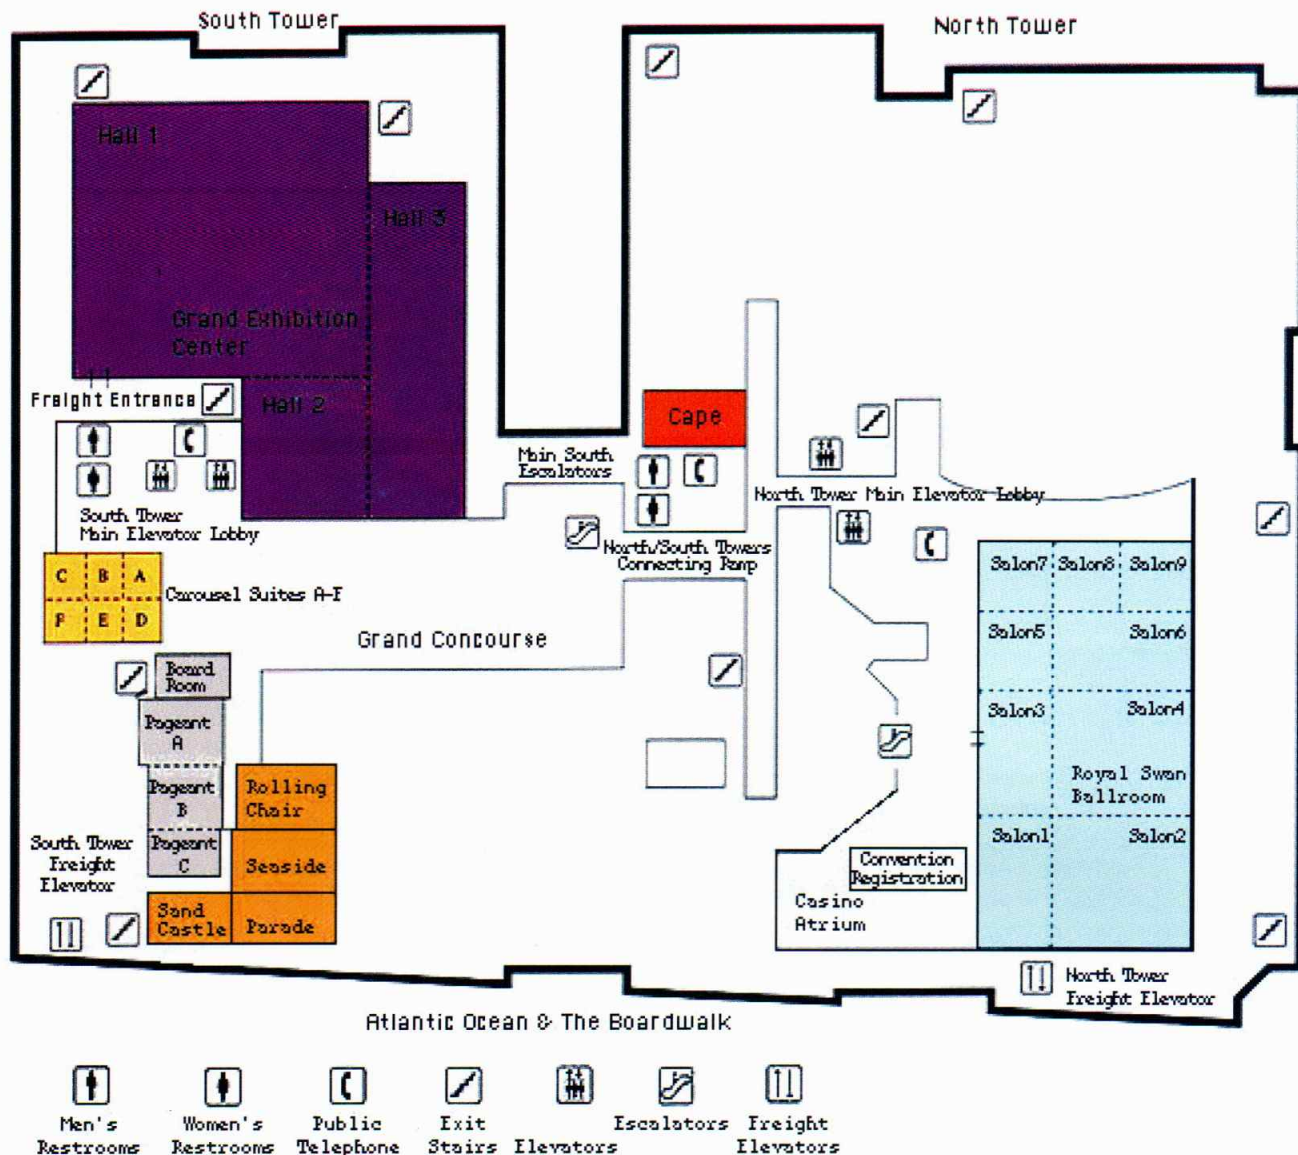 South Tower
North Tower
Hall 1
Hall 3
Grand Exhibition
Center
Freight Entrance
Hall 2
Cape
Main South
Escalators
North Tower Main Elevator Lobby
South Tower
Main Elevator Lobby
North/South Towers
Connecting Ramp
C B A
F E D
Carousel Suites A-F
Grand Concourse
Salon7 Salon8 Salon9
Salon5 Salon6
Salon3 Salon4
Royal Swan
Ballroom
Salon1 Salon2
Board
Room
Pageant
A
Pageant
B
Pageant
C
Rolling
Chair
Seaside
Sand
Castle
Parade
South Tower
Freight
Elevator
Convention
Registration
Casino
Atrium
North Tower
Freight Elevator
Atlantic Ocean & The Boardwalk
Men's
Restrooms
Women's
Restrooms
Public
Telephone
Exit
Stairs
Elevators
Escalators
Freight
Elevators